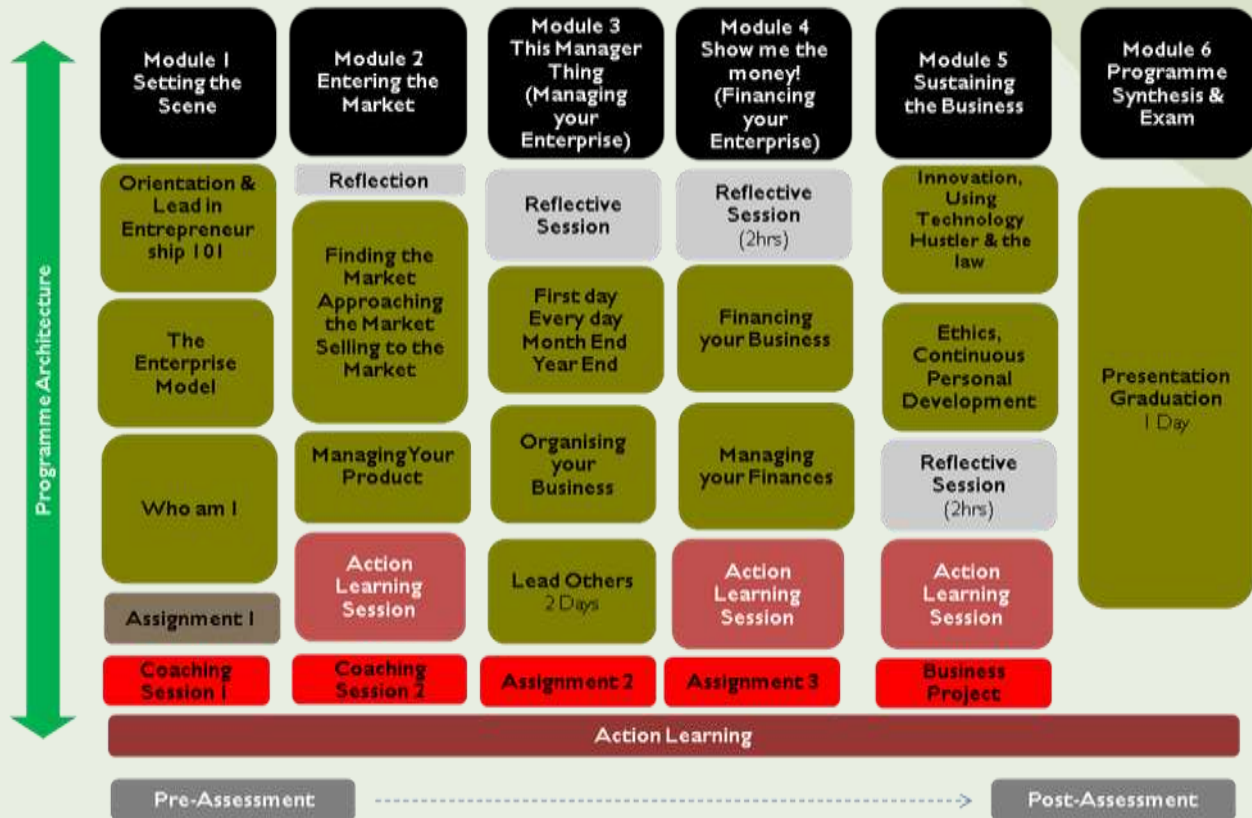 Programme Architecture
Module 1
Setting the
Scene
Orientation &
Lead in
Entrepreneur
ship 101
The
Enterprise
Model
Who am I
Assignment 1
Coaching
Session 1
Module 2
Entering the
Market
Reflection
Finding the
Market
Approaching
the Market
Selling to the
Market
Managing Your
Product
Action
Learning
Session
Coaching
Session 2
Module 3
This Manager
Thing
(Managing
your
Enterprise)
Reflective
Session
First day
Every day
Month End
Year End
Organising
your
Business
Lead Others
2 Days
Assignment 2
Module 4
Show me the
money!
(Financing
your
Enterprise)
Reflective
Session
(2hrs)
Financing
your Business
Managing
your Finances
Action
Learning
Session
Assignment 3
Module 5
Sustaining
the Business
Innovation,
Using
Technology
Hustler & the
law
Ethics,
Continuous
Personal
Development
Reflective
Session
(2hrs)
Action
Learning
Session
Business
Project
Module 6
Programme
Synthesis &
Exam
Presentation
Graduation
1 Day
Action Learning
Pre-Assessment
Post-Assessment